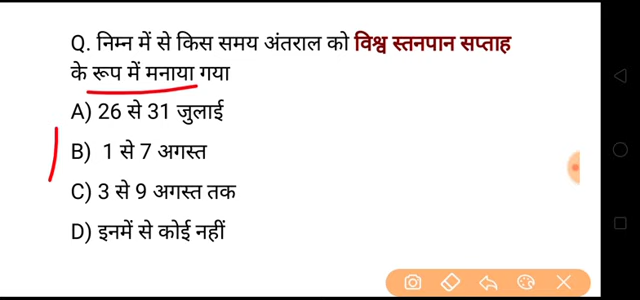 Q. निम्न में से किस समय अंतराल को विश्व स्तनपान सप्ताह
के रूप में मनाया गया
A) 26 से 31 जुलाई
B) 1 से 7 अगस्त
C) 3 से 9 अगस्त तक
D) इनमें से कोई नहीं